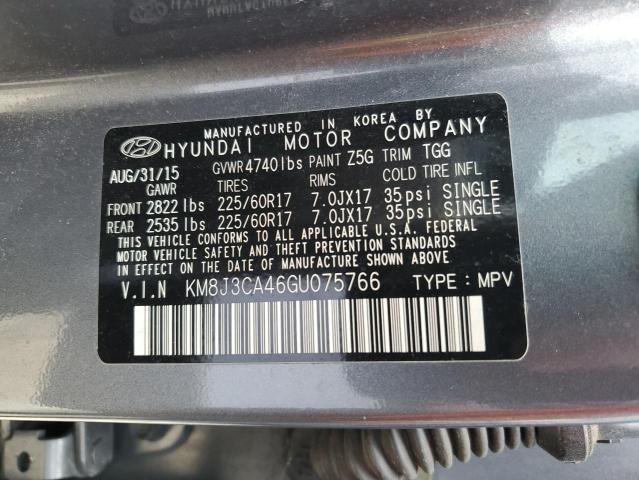 MANUFACTURED IN KOREA BY
HYUNDAI MOTOR COMPANY
AUG/31/15 GVWR 4740lbs PAINT Z5G TRIM TGG
GAWR TIRES RIMS COLD TIRE INFL
FRONT 2822 lbs 225/60R17 7.0JX17 35psi SINGLE
REAR 2535 lbs 225/60R17 7.0JX17 35psi SINGLE
THIS VEHICLE CONFORMS TO ALL APPLICABLE U.S.A. FEDERAL
MOTOR VEHICLE SAFETY AND THEFT PREVENTION STANDARDS
IN EFFECT ON THE DATE OF MANUFACTURE SHOWN ABOVE.
V.I.N KM8J3CA46GU075766 TYPE : MPV